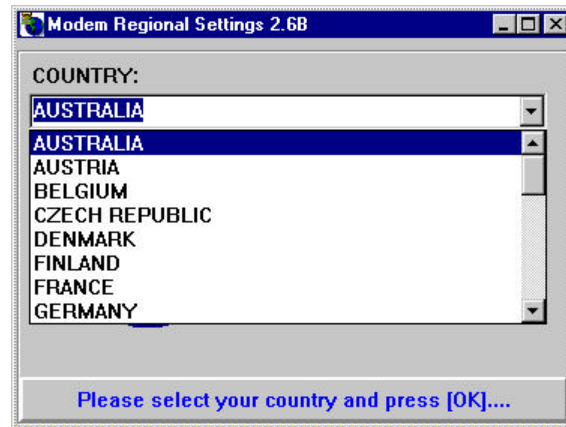 Modem Regional Settings 2.6B
COUNTRY:
AUSTRALIA
AUSTRALIA
AUSTRIA
BELGIUM
CZECH REPUBLIC
DENMARK
FINLAND
FRANCE
GERMANY
Please select your country and press [OK]....